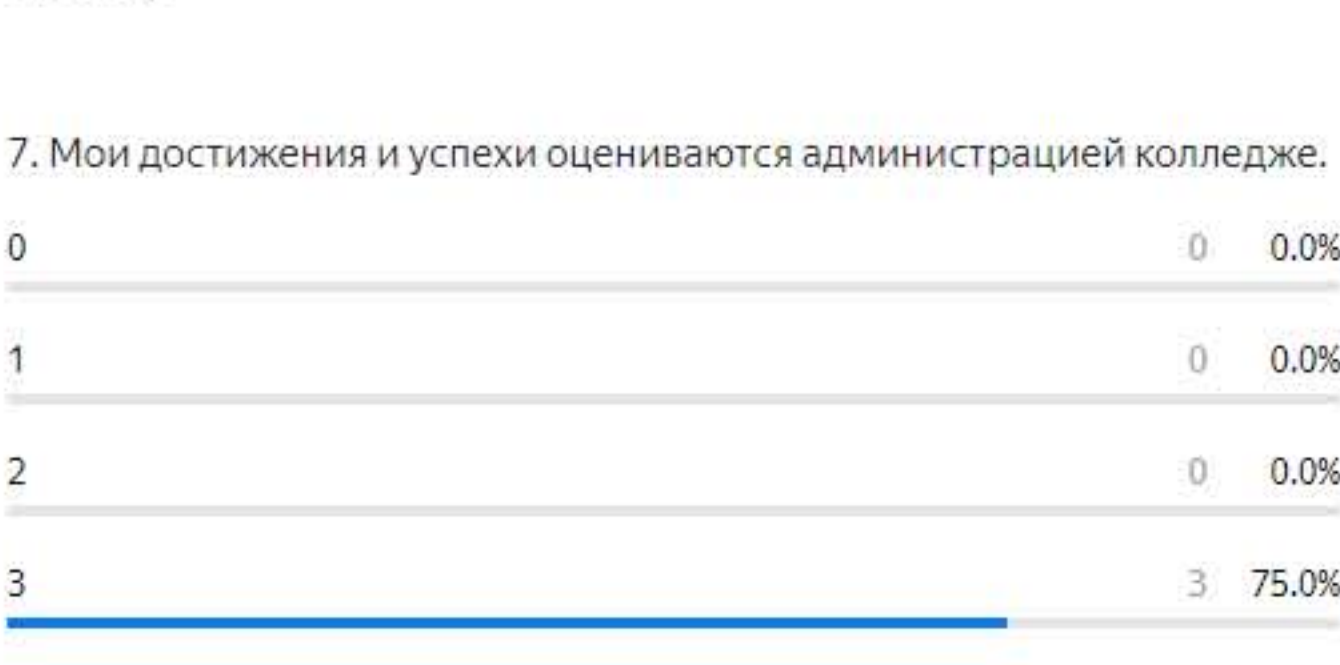 7. Мои достижения и успехи оцениваются администрацией колледже.
0 0 0.0%
1 0 0.0%
2 0 0.0%
3 3 75.0%